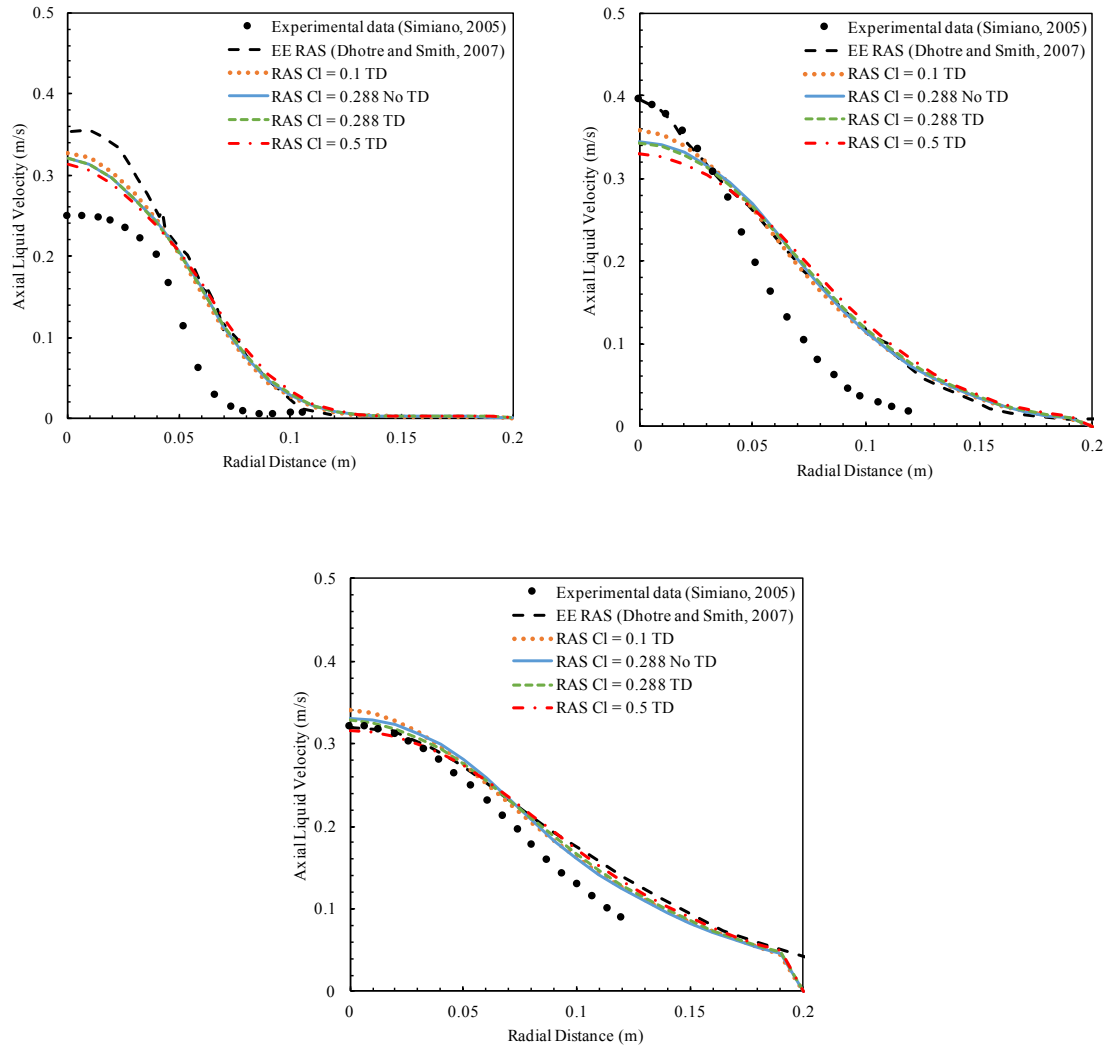 0.5
0.4
0.3
0.2
0.1
0
0
0.05
0.1
0.15
0.2
Axial Liquid Velocity (m/s)
Radial Distance (m)
Experimental data (Simiano, 2005)
EE RAS (Dhotre and Smith, 2007)
RAS Cl = 0.1 TD
RAS Cl = 0.288 No TD
RAS Cl = 0.288 TD
RAS Cl = 0.5 TD
0.5
0.4
0.3
0.2
0.1
0
0
0.05
0.1
0.15
0.2
Axial Liquid Velocity (m/s)
Radial Distance (m)
Experimental data (Simiano, 2005)
EE RAS (Dhotre and Smith, 2007)
RAS Cl = 0.1 TD
RAS Cl = 0.288 No TD
RAS Cl = 0.288 TD
RAS Cl = 0.5 TD
0.5
0.4
0.3
0.2
0.1
0
0
0.05
0.1
0.15
0.2
Axial Liquid Velocity (m/s)
Radial Distance (m)
Experimental data (Simiano, 2005)
EE RAS (Dhotre and Smith, 2007)
RAS Cl = 0.1 TD
RAS Cl = 0.288 No TD
RAS Cl = 0.288 TD
RAS Cl = 0.5 TD